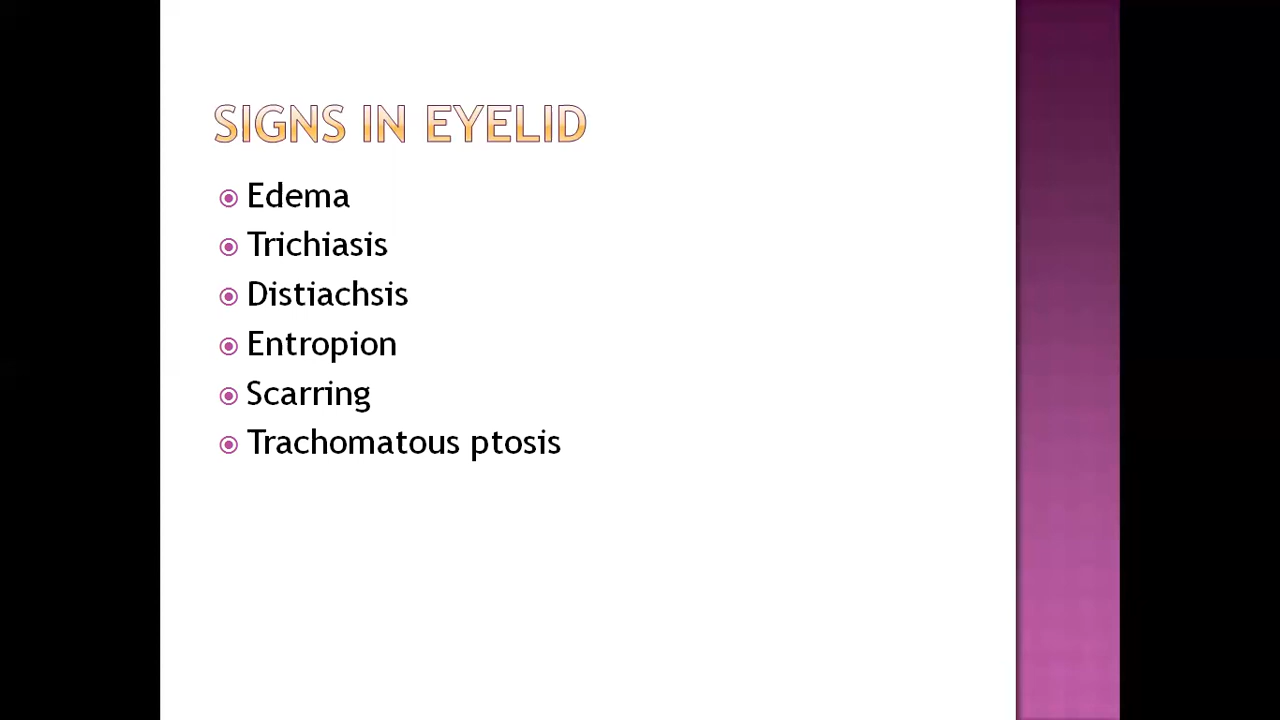 SIGNS IN EYELID
Edema
Trichiasis
Distiachsis
Entropion
Scarring
Trachomatous ptosis